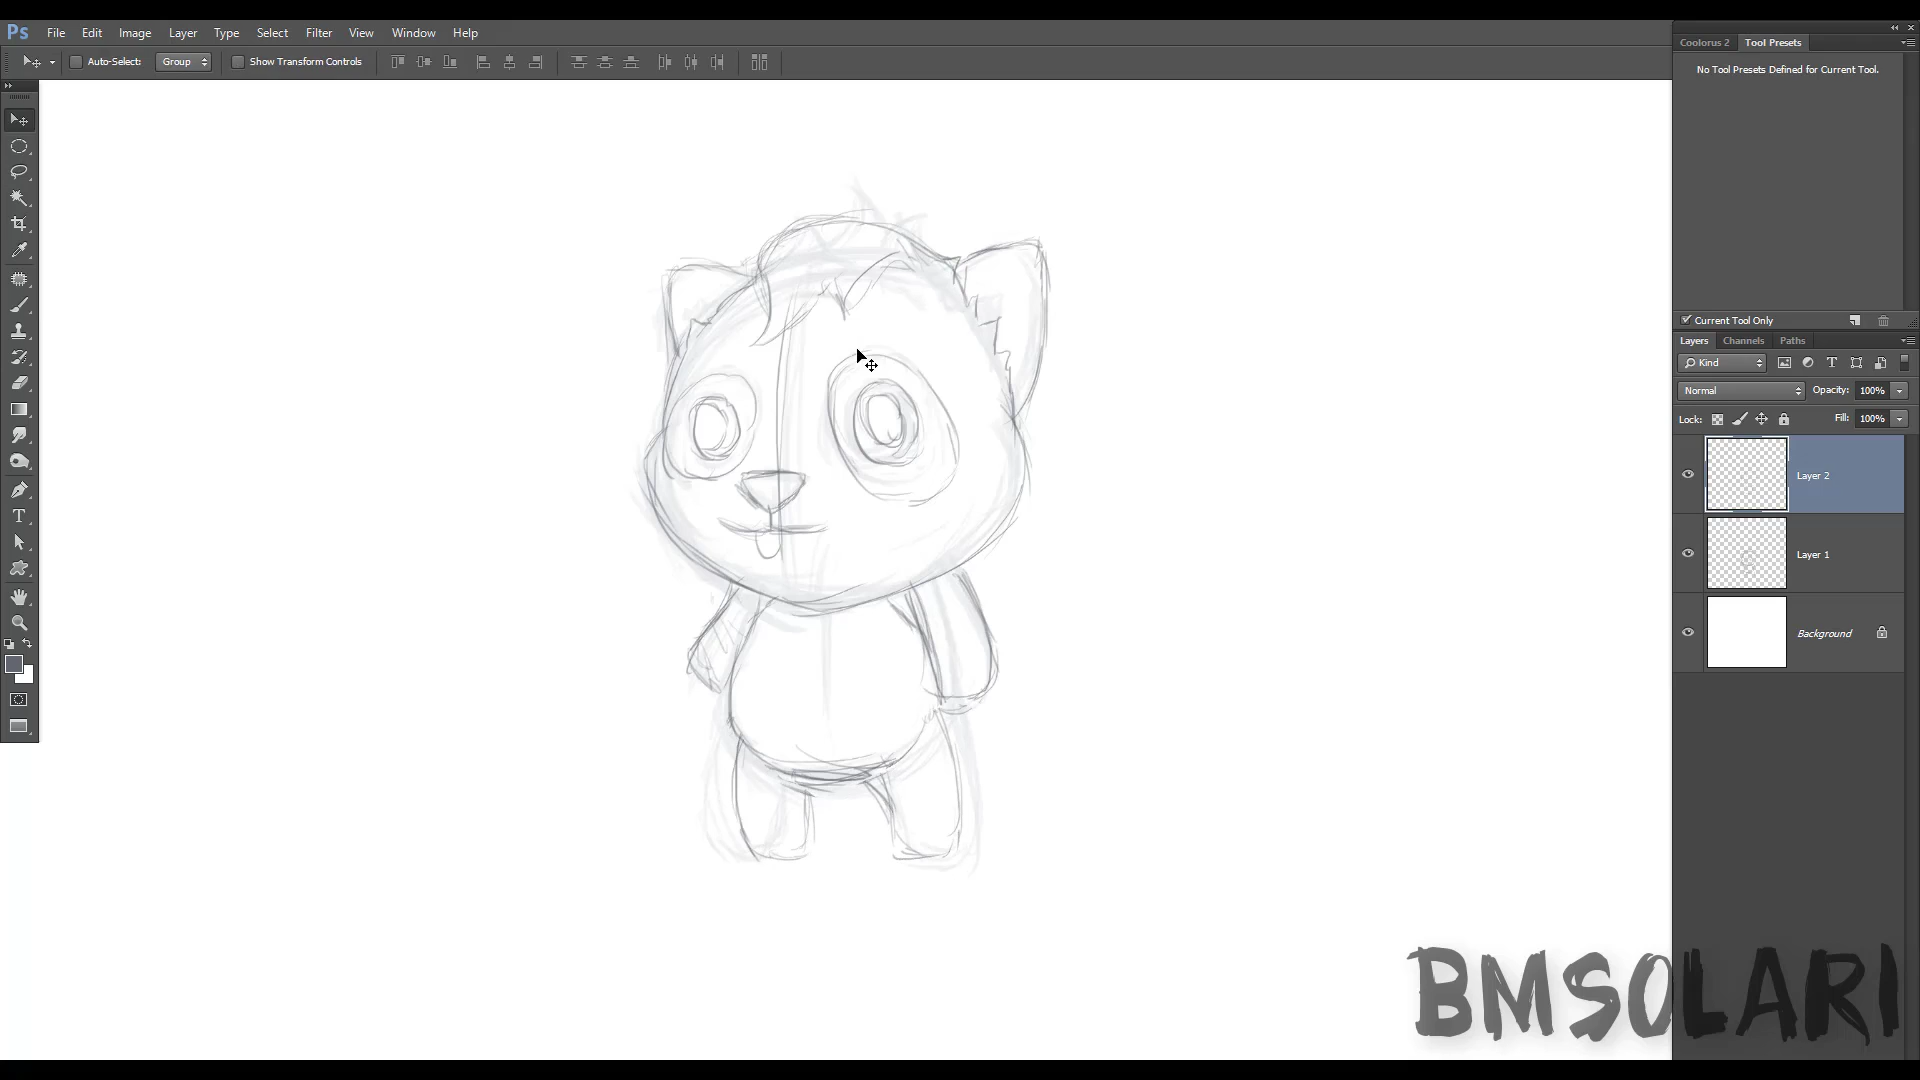 Ps File Edit Image Layer Type Select Filter View Window Help
Auto-Select: Group Show Transform Controls
Coolorus 2 Tool Presets
No Tool Presets Defined for Current Tool.
Current Tool Only
Layers Channels Paths
Kind
Normal Opacity: 100%
Lock: Fill: 100%
Layer 2
Layer 1
Background
BMSOLARI